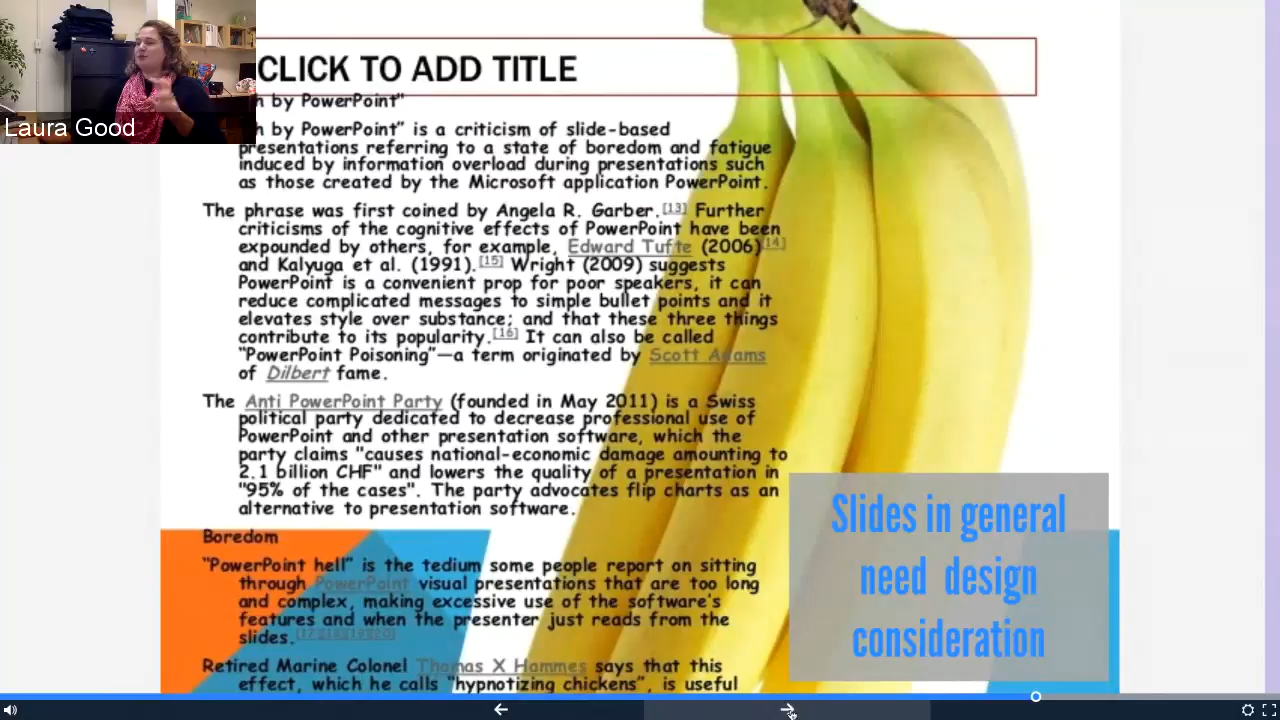 CLICK TO ADD TITLE
h by PowerPoint"
Laura Good
h by PowerPoint” is a criticism of slide-based
presentations referring to a state of boredom and fatigue
induced by information overload during presentations such
as those created by the Microsoft application PowerPoint.
The phrase was first coined by Angela R. Garber.[13] Further
criticisms of the cognitive effects of PowerPoint have been
expounded by others, for example, Edward Tufte (2006)[14]
and Kalyuga et al. (1991).[15] Wright (2009) suggests
PowerPoint is a convenient prop for poor speakers, it can
reduce complicated messages to simple bullet points and it
elevates style over substance; and that these three things
contribute to its popularity.[16] It can also be called
“PowerPoint Poisoning”—a term originated by Scott Adams
of Dilbert fame.
The Anti PowerPoint Party (founded in May 2011) is a Swiss
political party dedicated to decrease professional use of
PowerPoint and other presentation software, which the
party claims "causes national-economic damage amounting to
2.1 billion CHF" and lowers the quality of a presentation in
"95% of the cases". The party advocates flip charts as an
alternative to presentation software.
Boredom
“PowerPoint hell” is the tedium some people report on sitting
through PowerPoint visual presentations that are too long
and complex, making excessive use of the software’s
features and when the presenter just reads from the
slides.[17][18][19][20]
Retired Marine Colonel Thomas X Hammes says that this
effect, which he calls “hypnotizing chickens”, is useful
Slides in general
need design
consideration